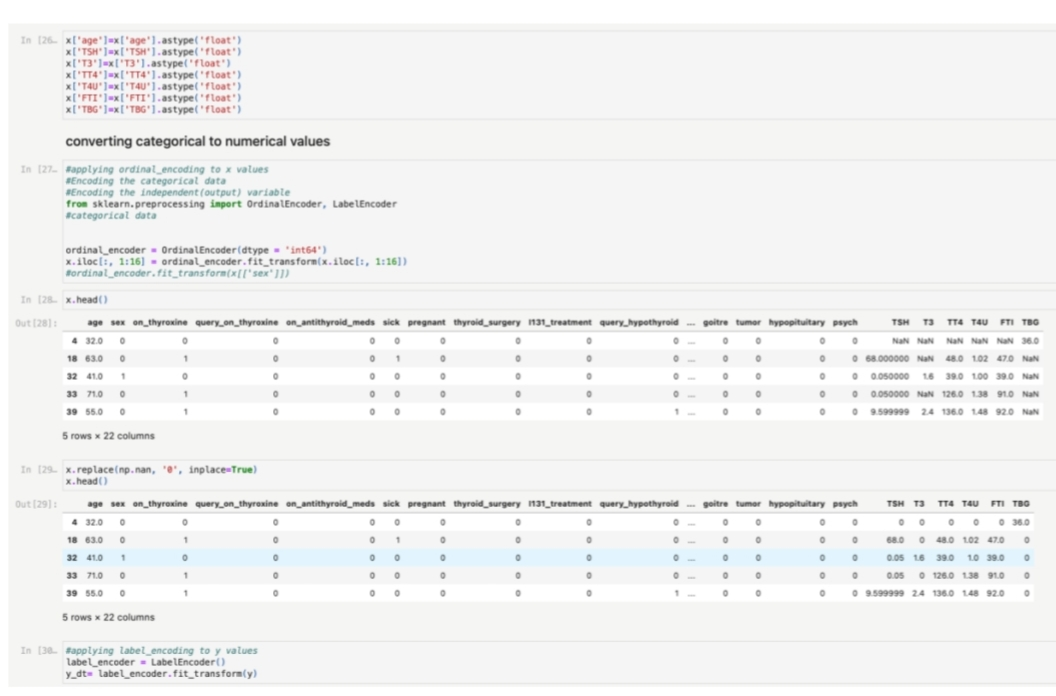 In [26… x['age']=x['age'].astype('float')
x['TSH']=x['TSH'].astype('float')
x['T3']=x['T3'].astype('float')
x['TT4']=x['TT4'].astype('float')
x['T4U']=x['T4U'].astype('float')
x['FTI']=x['FTI'].astype('float')
x['TBG']=x['TBG'].astype('float')
converting categorical to numerical values
In [27… #applying ordinal_encoding to x values
#Encoding the categorical data
#Encoding the independent(output) variable
from sklearn.preprocessing import OrdinalEncoder, LabelEncoder
#categorical data
ordinal_encoder = OrdinalEncoder(dtype = 'int64')
x.iloc[:, 1:16] = ordinal_encoder.fit_transform(x.iloc[:, 1:16])
#ordinal_encoder.fit_transform(x[['sex']])
In [28… x.head()
Out[28]: age sex on_thyroxine query_on_thyroxine on_antithyroid_meds sick pregnant thyroid_surgery I131_treatment query_hypothyroid ... goitre tumor hypopituitary psych TSH T3 TT4 T4U FTI TBG
4 32.0 0 0 0 0 0 0 0 0 0 ... 0 0 0 0 NaN NaN NaN NaN NaN 36.0
18 63.0 0 1 0 0 1 0 0 0 0 ... 0 0 0 0 68.000000 NaN 48.0 1.02 47.0 NaN
32 41.0 1 0 0 0 0 0 0 0 0 ... 0 0 0 0 0.050000 1.6 39.0 1.00 39.0 NaN
33 71.0 0 1 0 0 0 0 0 0 0 ... 0 0 0 0 0.050000 NaN 126.0 1.38 91.0 NaN
39 55.0 0 1 0 0 0 0 0 0 1 ... 0 0 0 0 9.599999 2.4 136.0 1.48 92.0 NaN
5 rows × 22 columns
In [29… x.replace(np.nan, '0', inplace=True)
x.head()
Out[29]: age sex on_thyroxine query_on_thyroxine on_antithyroid_meds sick pregnant thyroid_surgery I131_treatment query_hypothyroid ... goitre tumor hypopituitary psych TSH T3 TT4 T4U FTI TBG
4 32.0 0 0 0 0 0 0 0 0 0 ... 0 0 0 0 0 0 0 0 0 36.0
18 63.0 0 1 0 0 1 0 0 0 0 ... 0 0 0 0 68.0 0 48.0 1.02 47.0 0
32 41.0 1 0 0 0 0 0 0 0 0 ... 0 0 0 0 0.05 1.6 39.0 1.0 39.0 0
33 71.0 0 1 0 0 0 0 0 0 0 ... 0 0 0 0 0.05 0 126.0 1.38 91.0 0
39 55.0 0 1 0 0 0 0 0 0 1 ... 0 0 0 0 9.599999 2.4 136.0 1.48 92.0 0
5 rows × 22 columns
In [30… #applying label_encoding to y values
label_encoder = LabelEncoder()
y_dt= label_encoder.fit_transform(y)